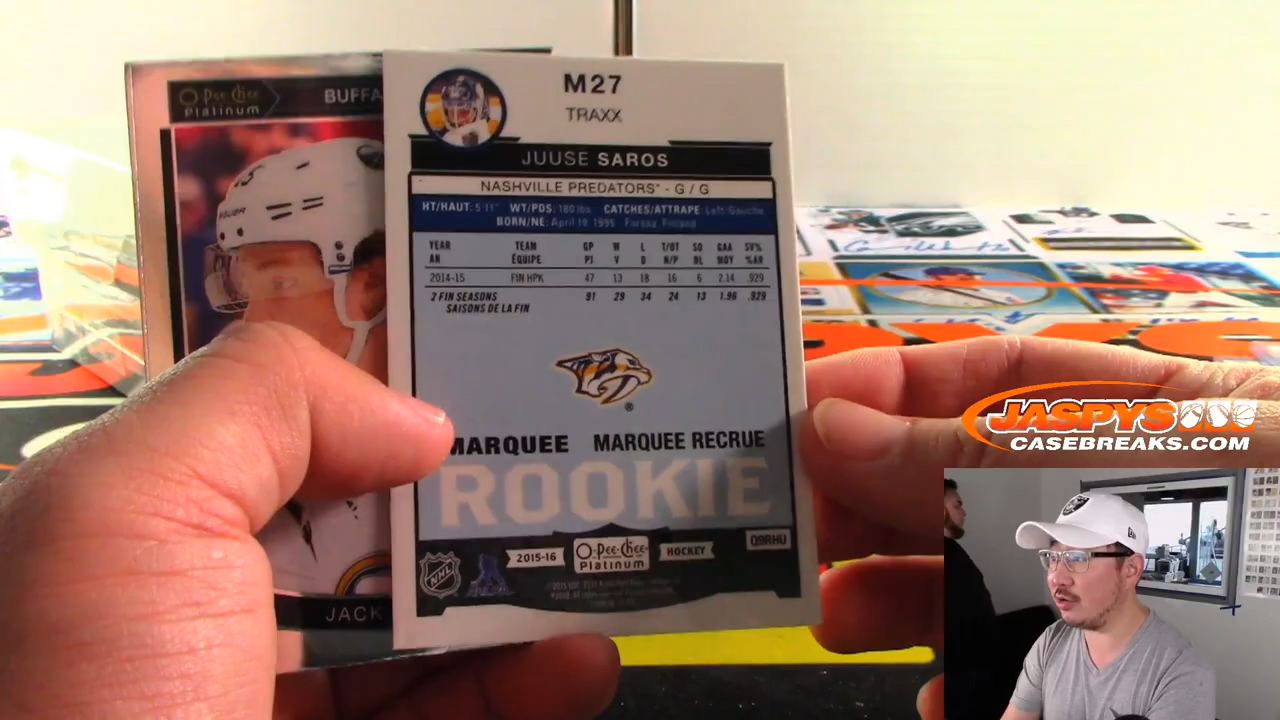 O-Pee-Chee
Platinum
BUFFA
JACK
M27
TRAXX
JUUSE SAROS
NASHVILLE PREDATORS® - G / G
HT/HAUT: 5'11" WT/PDS: 180 lbs CATCHES/ATTRAPE: Left/Gauche
BORN/NE: April 19, 1995 Forssa, Finland
YEAR TEAM GP W L T/OT SO GAA SV%
AN ÉQUIPE PJ V D N/P BL MOY %AR
2014-15 FIN HPK 47 13 18 16 6 2.14 .929
2 FIN SEASONS 91 29 34 24 13 1.96 .929
SAISONS DE LA FIN
®
MARQUEE MARQUEE RECRUE
ROOKIE
Q9RHU
NHL
2015-16 O-Pee-Chee HOCKEY
Platinum
JASPYS
CASEBREAKS.COM